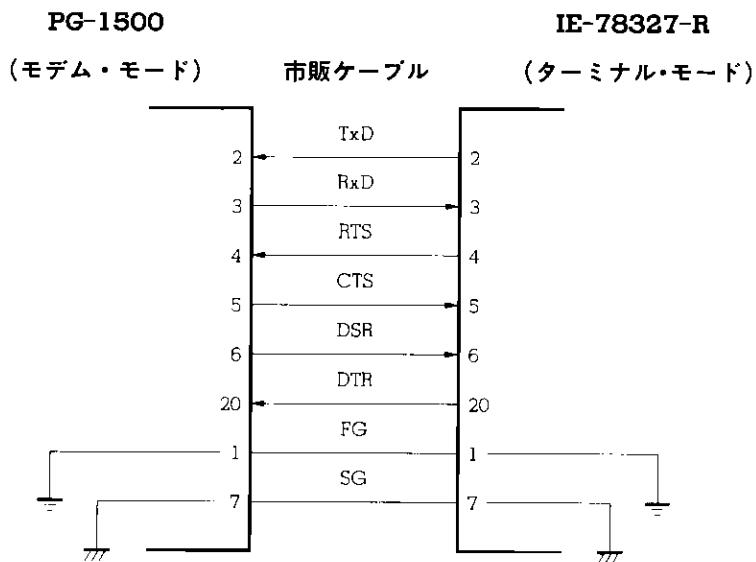 PG-1500 IE-78327-R
(モデム・モード) 市販ケーブル (ターミナル・モード)
TxD
2 2
RxD
3 3
RTS
4 4
CTS
5 5
DSR
6 6
DTR
20 20
FG
1 1
SG
7 7